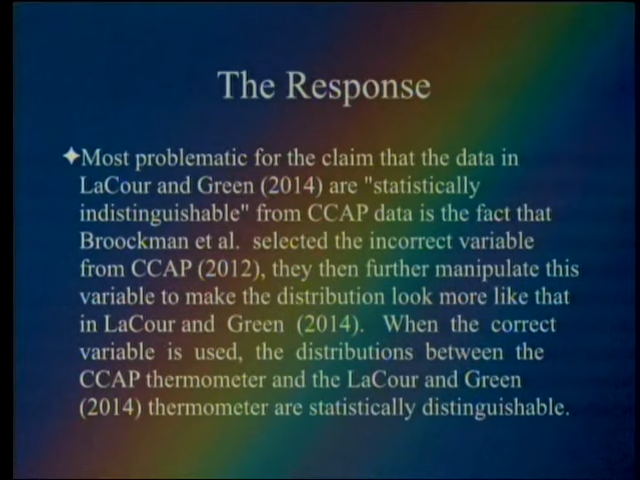 The Response
✦Most problematic for the claim that the data in
LaCour and Green (2014) are "statistically
indistinguishable" from CCAP data is the fact that
Broockman et al. selected the incorrect variable
from CCAP (2012), they then further manipulate this
variable to make the distribution look more like that
in LaCour and Green (2014). When the correct
variable is used, the distributions between the
CCAP thermometer and the LaCour and Green
(2014) thermometer are statistically distinguishable.